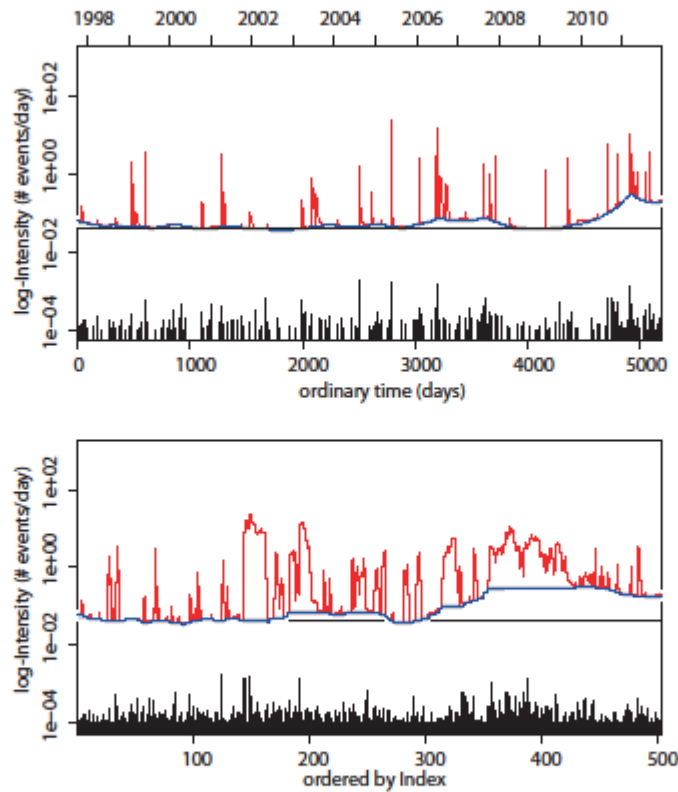 1998 2000 2002 2004 2006 2008 2010
log-Intensity (# events/day)
1e+02
1e+00
1e-02
1e-04
0 1000 2000 3000 4000 5000
ordinary time (days)
log-Intensity (# events/day)
1e+02
1e+00
1e-02
1e-04
100 200 300 400 500
ordered by Index